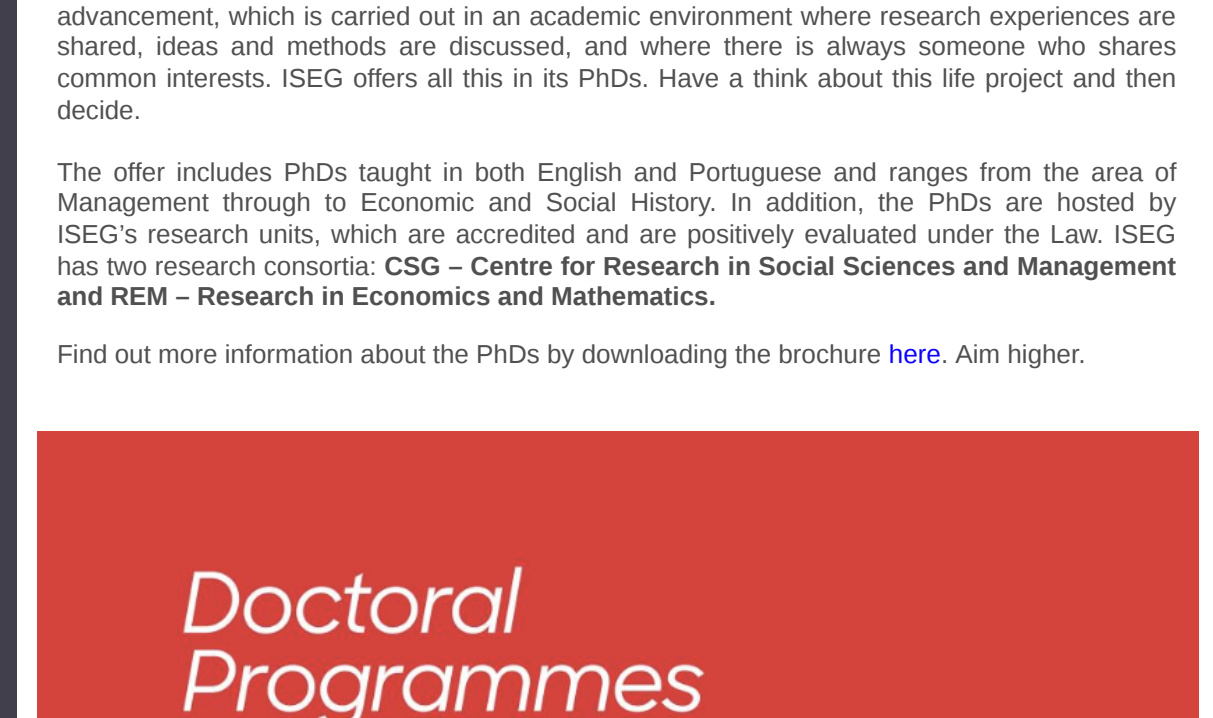 advancement, which is carried out in an academic environment where research experiences are
shared, ideas and methods are discussed, and where there is always someone who shares
common interests. ISEG offers all this in its PhDs. Have a think about this life project and then
decide.
The offer includes PhDs taught in both English and Portuguese and ranges from the area of
Management through to Economic and Social History. In addition, the PhDs are hosted by
ISEG’s research units, which are accredited and are positively evaluated under the Law. ISEG
has two research consortia: CSG – Centre for Research in Social Sciences and Management
and REM – Research in Economics and Mathematics.
Find out more information about the PhDs by downloading the brochure here. Aim higher.
Doctoral
Programmes